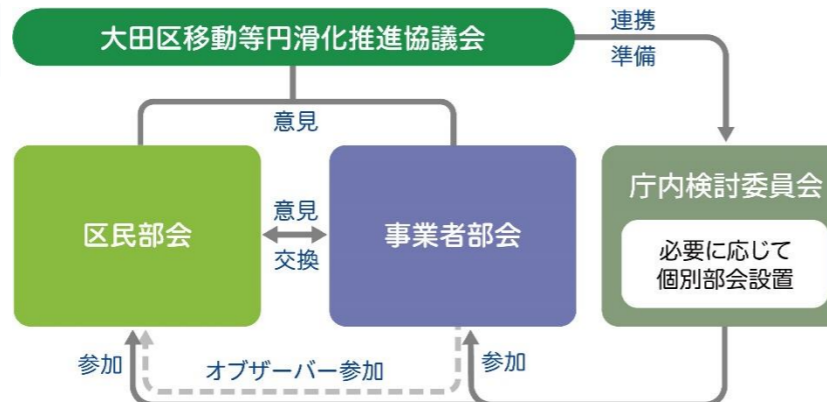 大田区移動等円滑化推進協議会
連携
準備
意見
区民部会
意見
交換
事業者部会
庁内検討委員会
必要に応じて
個別部会設置
参加
オブザーバー参加
参加